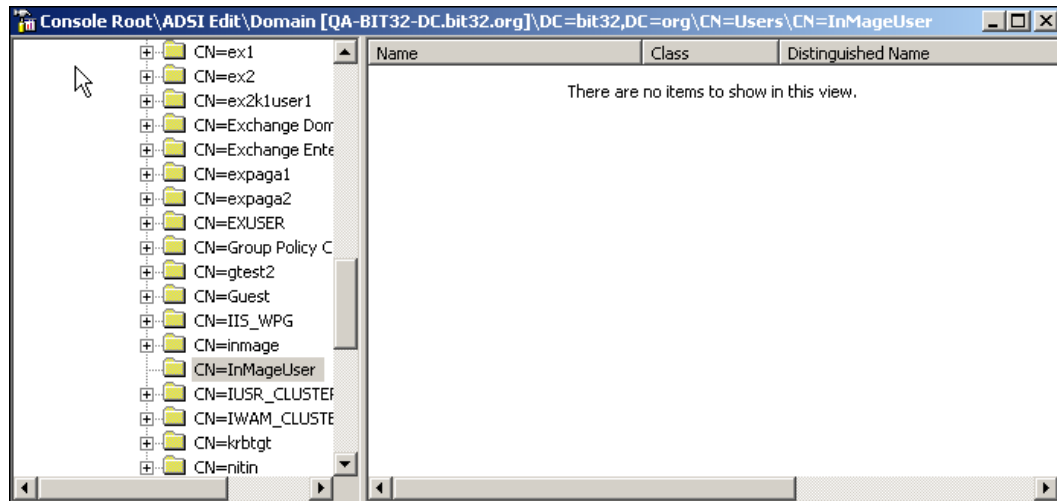 Console Root\ADSI Edit\Domain [QA-BIT32-DC.bit32.org]\DC=bit32,DC=org\CN=Users\CN=InMageUser
CN=ex1
CN=ex2
CN=ex2k1user1
CN=Exchange Dom
CN=Exchange Ente
CN=expaga1
CN=expaga2
CN=EXUSER
CN=Group Policy C
CN=gtest2
CN=Guest
CN=IIS_WPG
CN=inmage
CN=InMageUser
CN=IUSR_CLUSTER
CN=IWAM_CLUSTE
CN=krbtgt
CN=nitin
Name Class Distinguished Name
There are no items to show in this view.